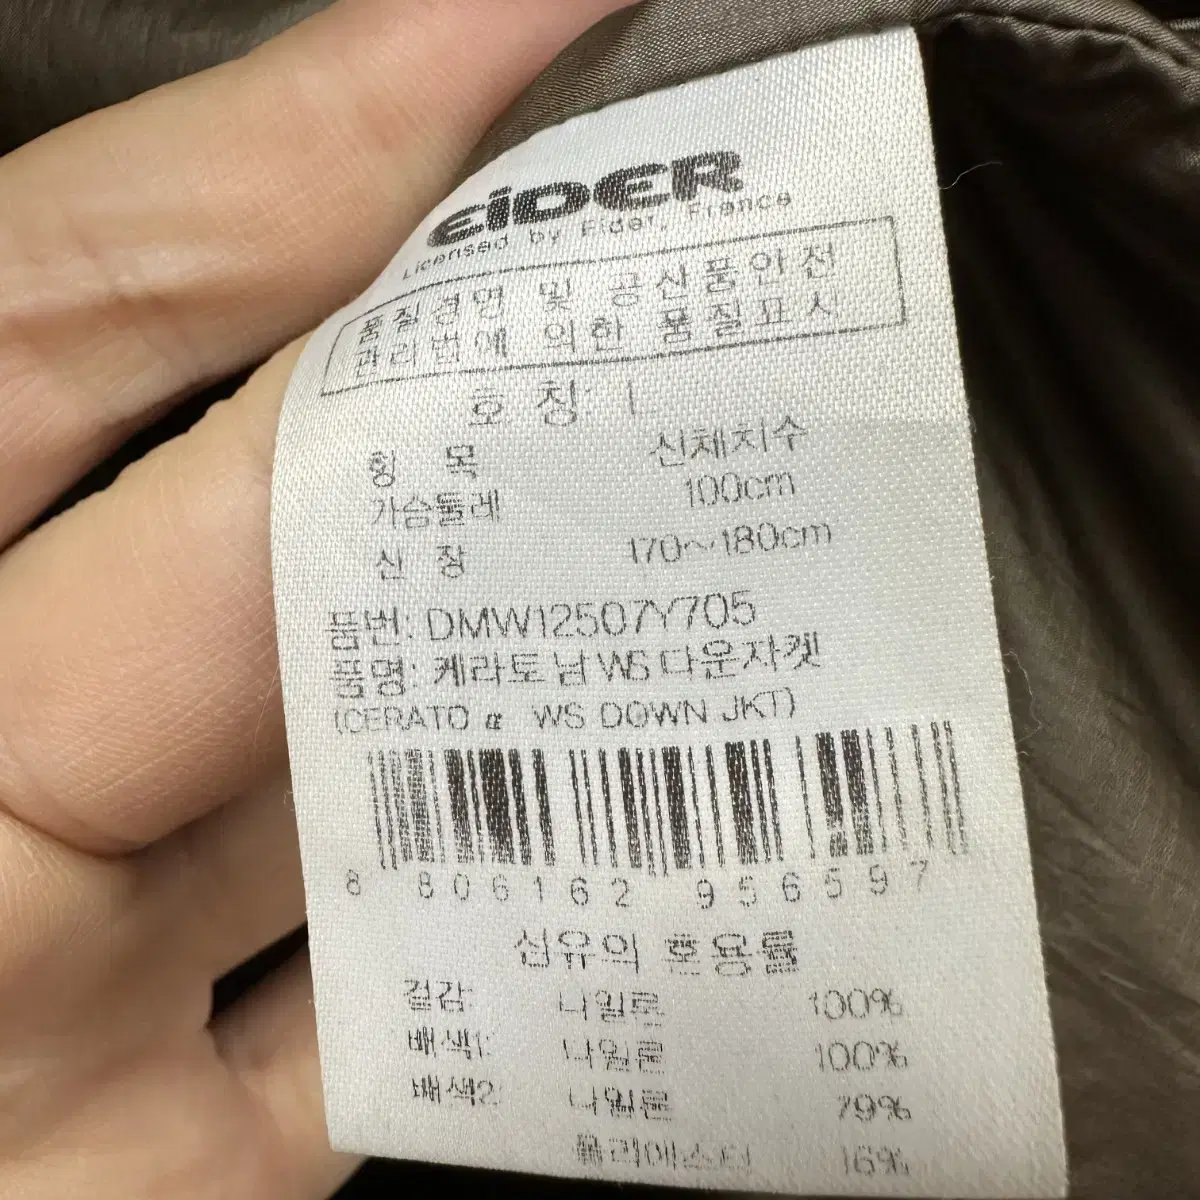 EiDER
Licensed by Eider, France
품질경영 및 공산품안전
관리법에 의한 품질표시
호 칭: L
항 목 신체치수
가슴둘레 100cm
신 장 170~180cm
품번: DMW12507Y705
품명: 케라토 남 WS 다운자켓
(CERATO α WS DOWN JKT)
8 806162 956597
섬유의 혼용률
겉감: 나일론 100%
배색1: 나일론 100%
배색2: 나일론 79%
폴리에스터 16%